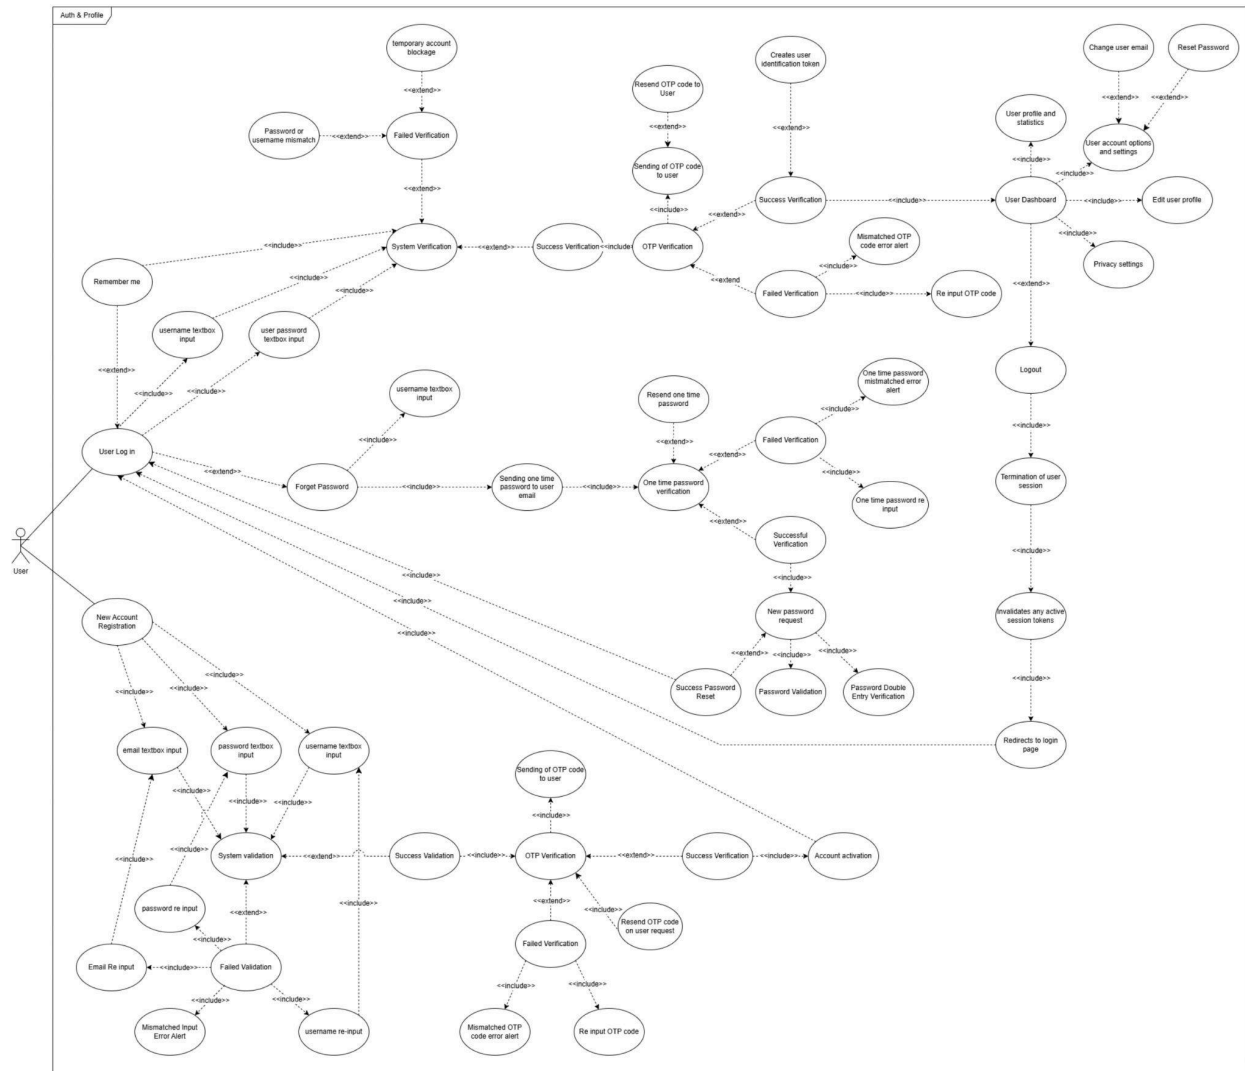 Auth & Profile
temporary account
blockage
<<extend>>
Password or
username mismatch
<<extend>>
Failed Verification
<<extend>>
System Verification
<<extend>>
Success Verification
<<include>>
OTP Verification
<<include>>
Sending of OTP code
to user
<<extend>>
Resend OTP code to
User
Creates user
identification token
<<extend>>
Success Verification
<<extend>>
<<include>>
<<extend
Failed Verification
<<include>>
Mismatched OTP
code error alert
<<include>>
Re input OTP code
User Dashboard
<<include>>
User profile and
statistics
<<include>>
User account options
and settings
<<extend>>
Change user email
<<extend>>
Reset Password
<<include>>
Edit user profile
<<include>>
Privacy settings
<<extend>>
Logout
<<include>>
Termination of user
session
<<include>>
Invalidates any active
session tokens
<<include>>
Redirects to login
page
<<include>>
Remember me
<<include>>
<<extend>>
username textbox
input
<<include>>
<<include>>
user password
textbox input
<<include>>
<<include>>
User Log in
<<extend>>
Forget Password
<<include>>
username textbox
input
<<include>>
Sending one time
password to user
email
<<include>>
One time password
verification
<<extend>>
Resend one time
password
<<extend>>
Failed Verification
<<include>>
One time password
mistmatched error
alert
<<include>>
One time password re
input
<<extend>>
Successful
Verification
<<include>>
New password
request
<<extend>>
<<include>>
<<include>>
Success Password
Reset
Password Validation
Password Double
Entry Verification
<<include>>
<<include>>
User
New Account
Registration
<<include>>
<<include>>
<<include>>
email textbox input
password textbox
input
username textbox
input
<<include>>
<<include>>
<<include>>
System validation
<<extend>>
Success Validation
<<include>>
OTP Verification
<<include>>
Sending of OTP code
to user
<<extend>>
Success Verification
<<include>>
Account activation
<<include>>
<<include>>
password re input
<<extend>>
<<include>>
<<include>>
Email Re input
<<include>>
Failed Validation
<<include>>
<<include>>
Mismatched Input
Error Alert
username re-input
<<extend>>
<<include>>
Resend OTP code
on user request
Failed Verification
<<include>>
<<include>>
Mismatched OTP
code error alert
Re input OTP code